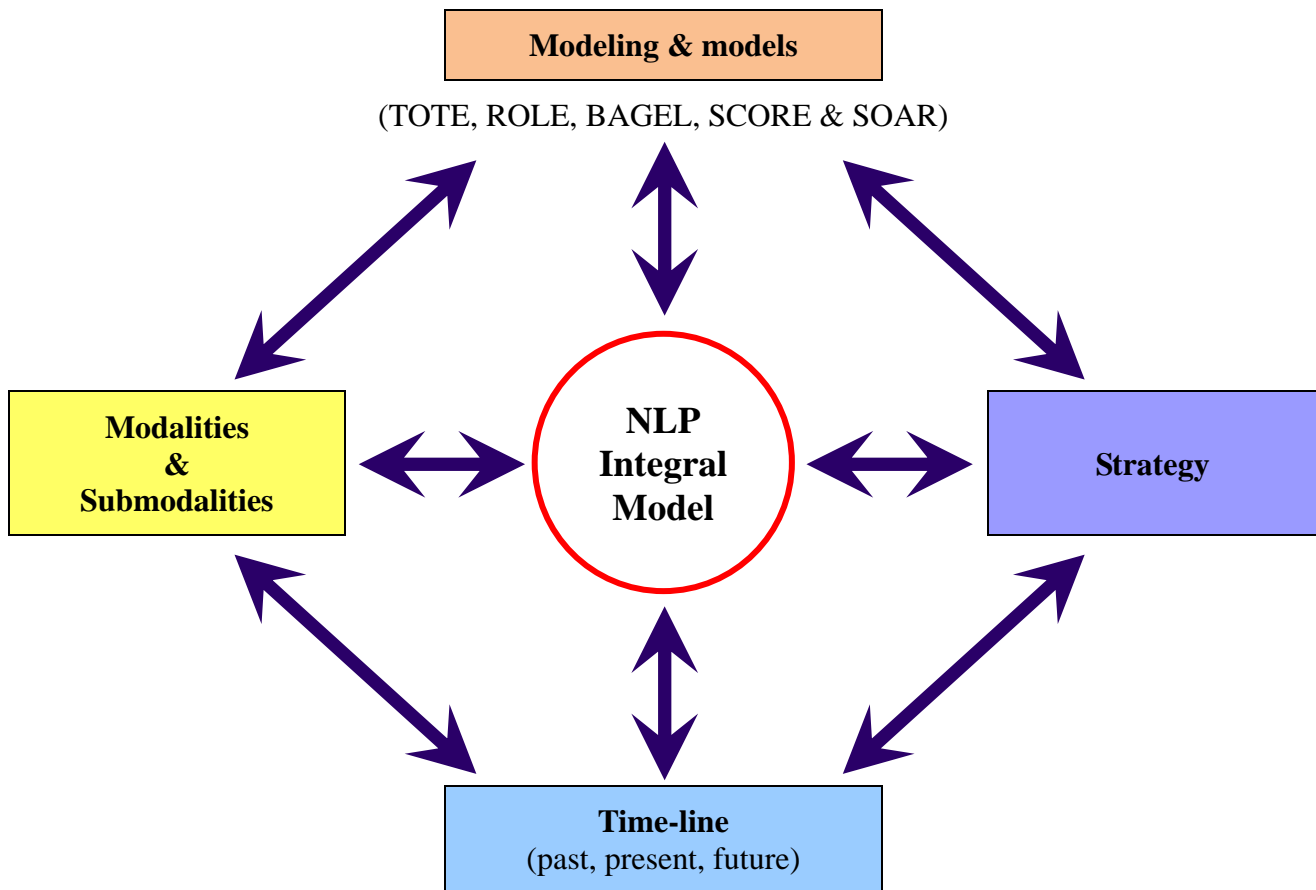 Modeling & models
(TOTE, ROLE, BAGEL, SCORE & SOAR)
Modalities
&
Submodalities
NLP
Integral
Model
Strategy
Time-line
(past, present, future)